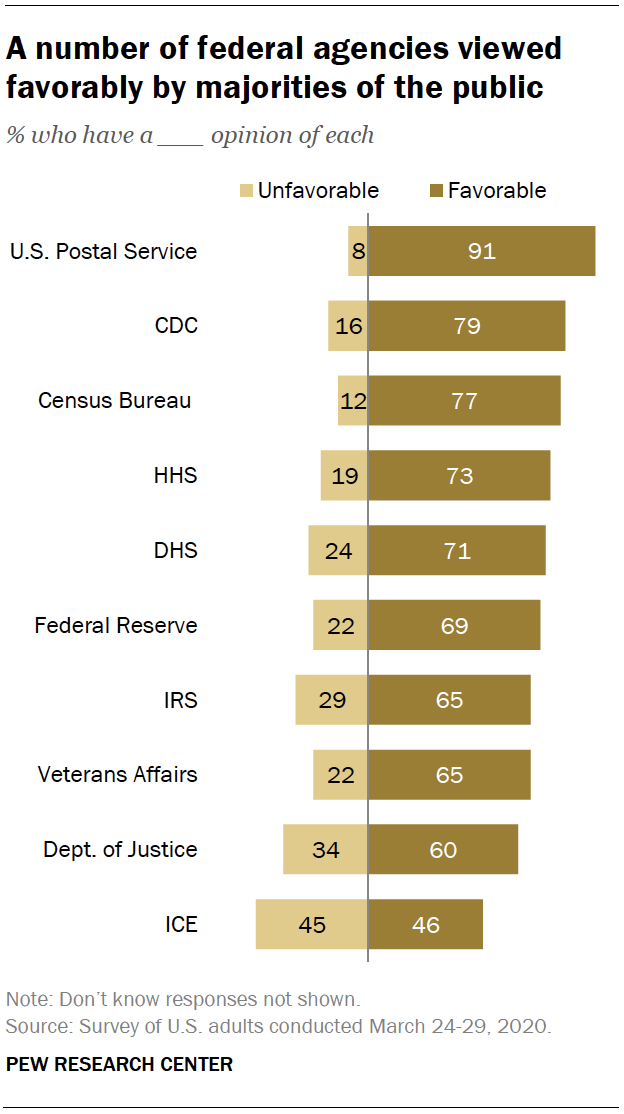 A number of federal agencies viewed
favorably by majorities of the public
% who have a ____ opinion of each
Unfavorable Favorable
U.S. Postal Service 8 91
CDC 16 79
Census Bureau 12 77
HHS 19 73
DHS 24 71
Federal Reserve 22 69
IRS 29 65
Veterans Affairs 22 65
Dept. of Justice 34 60
ICE 45 46
Note: Don’t know responses not shown.
Source: Survey of U.S. adults conducted March 24-29, 2020.
PEW RESEARCH CENTER